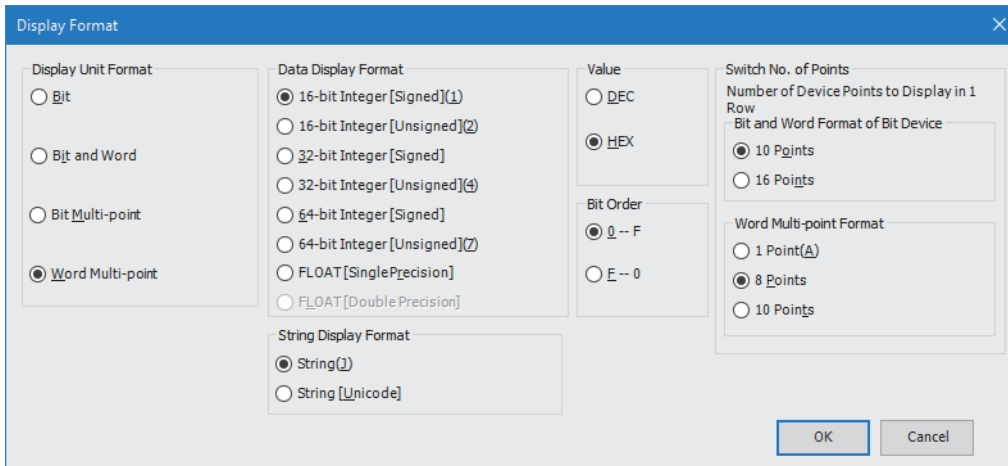 Display Format
Display Unit Format
Bit
Bit and Word
Bit Multi-point
Word Multi-point
Data Display Format
16-bit Integer [Signed](1)
16-bit Integer [Unsigned](2)
32-bit Integer [Signed]
32-bit Integer [Unsigned](4)
64-bit Integer [Signed]
64-bit Integer [Unsigned](7)
FLOAT [Single Precision]
FLOAT [Double Precision]
String Display Format
String(J)
String [Unicode]
Value
DEC
HEX
Bit Order
0 -- F
F -- 0
Switch No. of Points
Number of Device Points to Display in 1
Row
Bit and Word Format of Bit Device
10 Points
16 Points
Word Multi-point Format
1 Point(A)
8 Points
10 Points
OK
Cancel